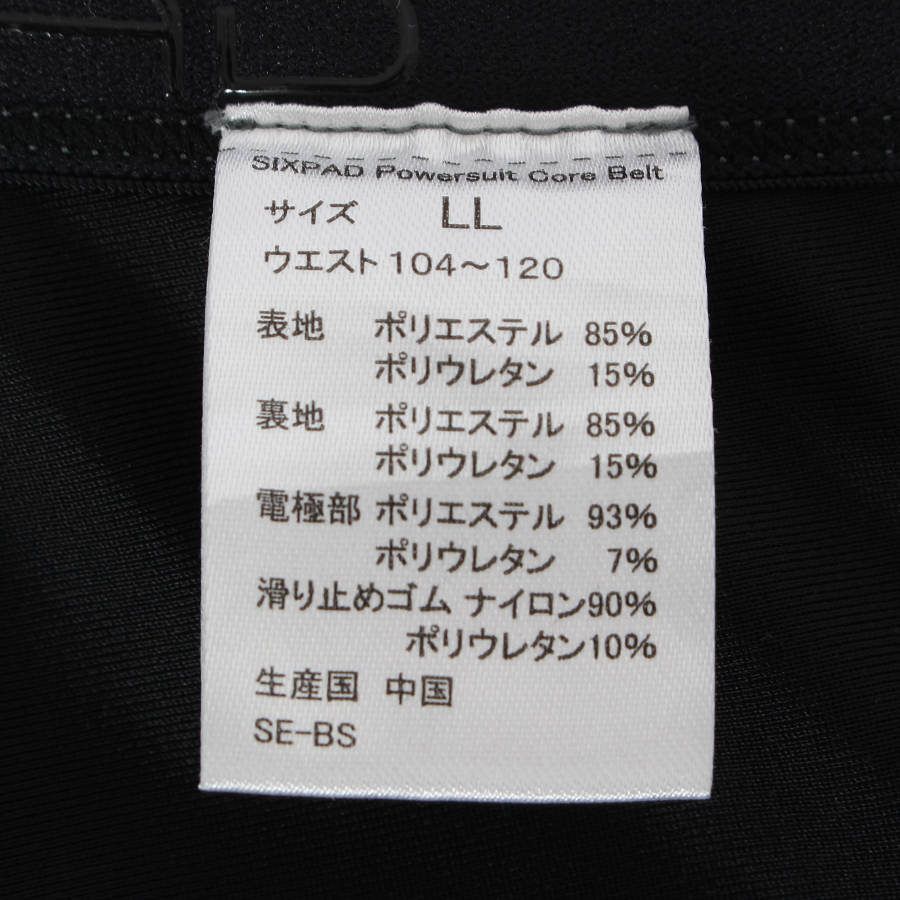 SIXPAD Powersuit Core Belt
サイズ LL
ウエスト 104～120
表地 ポリエステル 85%
ポリウレタン 15%
裏地 ポリエステル 85%
ポリウレタン 15%
電極部 ポリエステル 93%
ポリウレタン 7%
滑り止めゴム ナイロン90%
ポリウレタン10%
生産国 中国
SE-BS